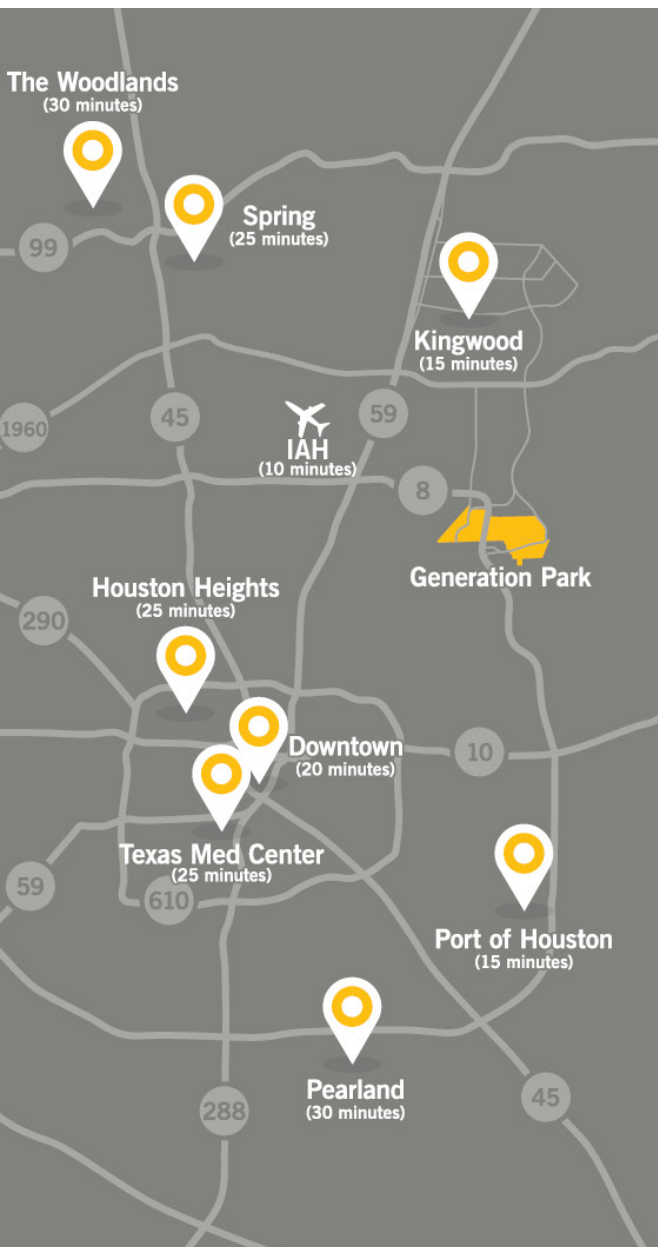 The Woodlands
(30 minutes)
Spring
(25 minutes)
99
Kingwood
(15 minutes)
1960
45
59
IAH
(10 minutes)
8
Generation Park
Houston Heights
(25 minutes)
290
Downtown
(20 minutes)
10
Texas Med Center
(25 minutes)
59
610
Port of Houston
(15 minutes)
Pearland
(30 minutes)
288
45